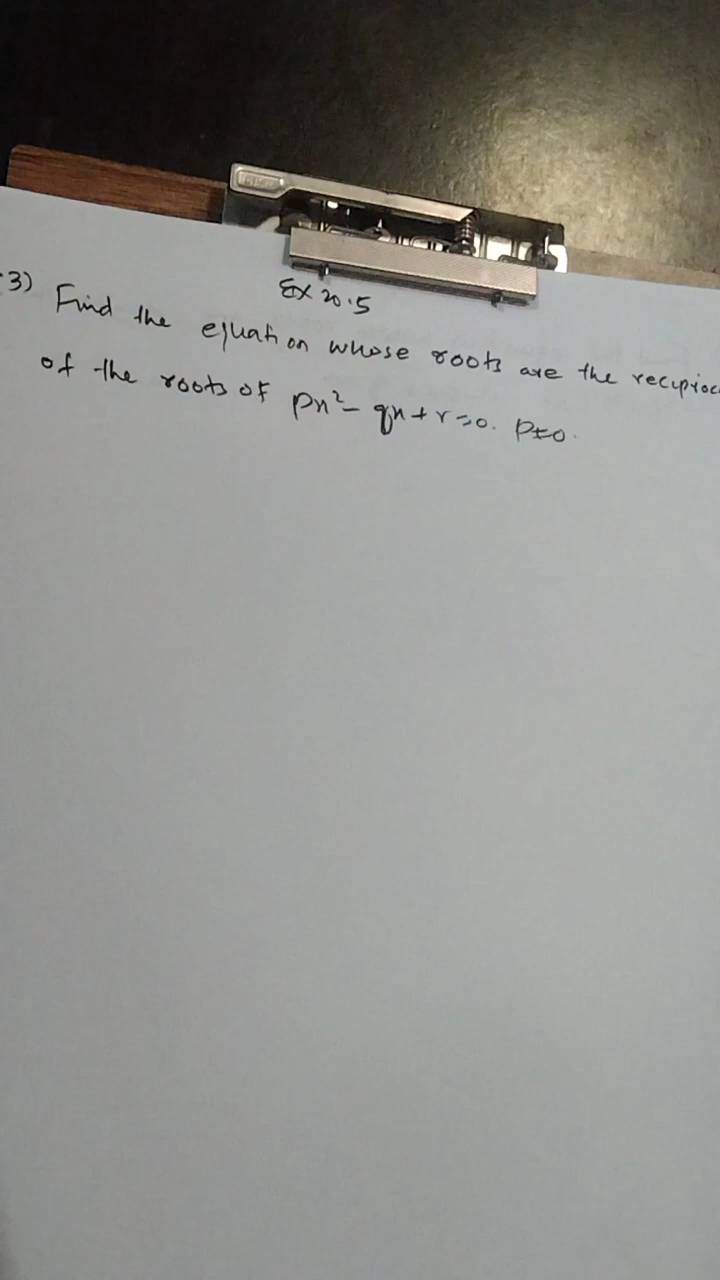 Ex 20.5
3) Find the equation whose roots are the reciproc
of the roots of px²- qx + r = 0. p≠0.